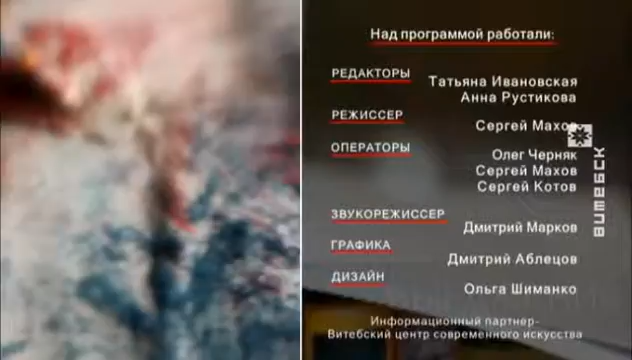 Над программой работали:
РЕДАКТОРЫ
Татьяна Ивановская
Анна Рустикова
РЕЖИССЕР
Сергей Махов
ОПЕРАТОРЫ
Олег Черняк
Сергей Махов
Сергей Котов
ЗВУКОРЕЖИССЕР
Дмитрий Марков
ГРАФИКА
Дмитрий Аблецов
ДИЗАЙН
Ольга Шиманко
Информационный партнер-
Витебский центр современного искусства
витебск